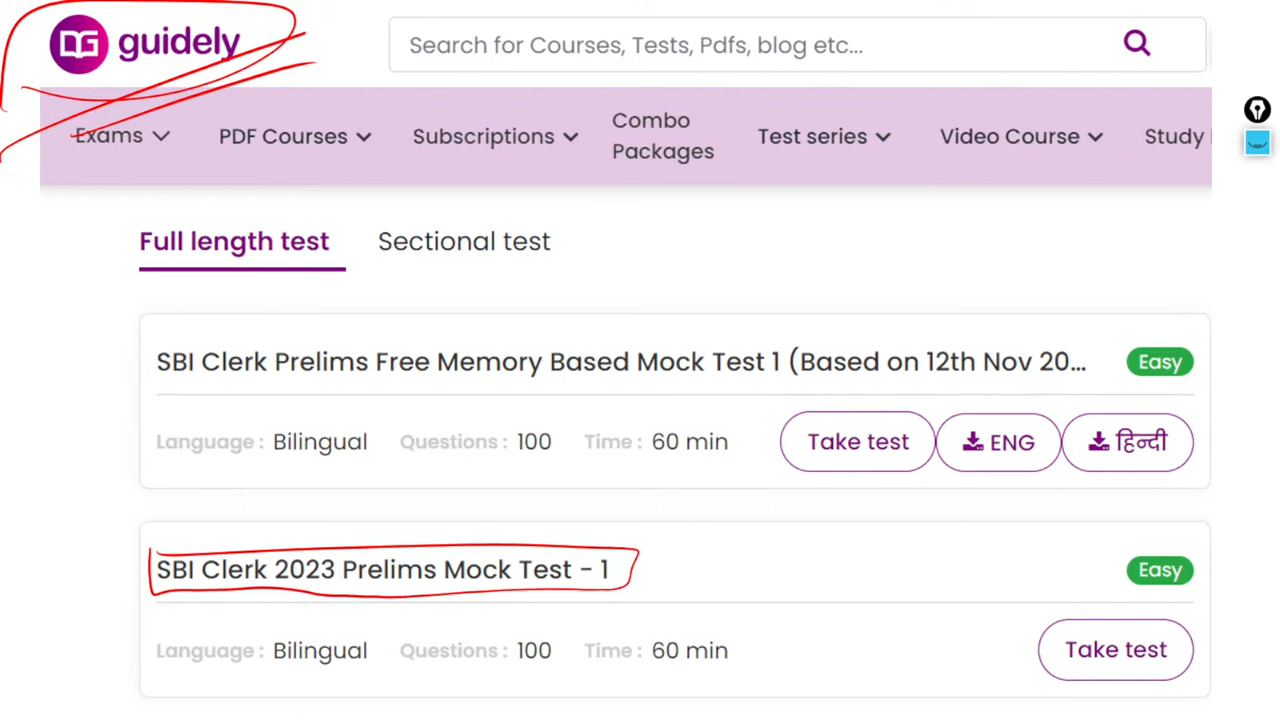 guidely
Search for Courses, Tests, Pdfs, blog etc...
Exams PDF Courses Subscriptions Combo Packages Test series Video Course Study
Full length test Sectional test
SBI Clerk Prelims Free Memory Based Mock Test 1 (Based on 12th Nov 20... Easy
Language : Bilingual Questions : 100 Time : 60 min Take test ENG हिन्दी
SBI Clerk 2023 Prelims Mock Test - 1 Easy
Language : Bilingual Questions : 100 Time : 60 min Take test